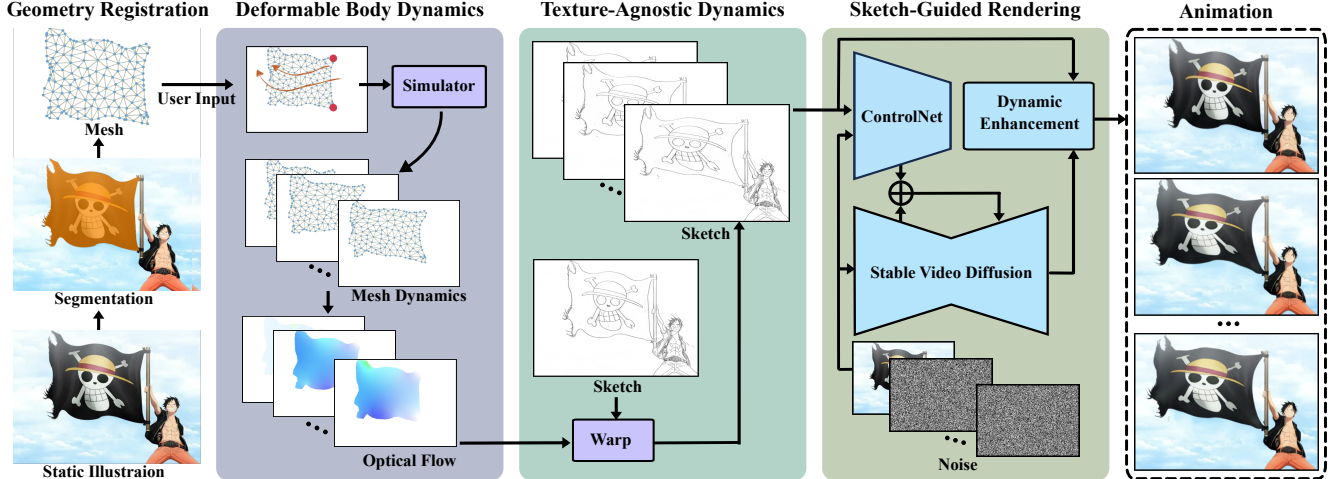 Geometry Registration
Deformable Body Dynamics
Texture-Agnostic Dynamics
Sketch-Guided Rendering
Animation
Mesh
User Input
Segmentation
Static Illustraion
Simulator
Mesh Dynamics
Optical Flow
Sketch
Sketch
Warp
ControlNet
Dynamic
Enhancement
Stable Video Diffusion
Noise